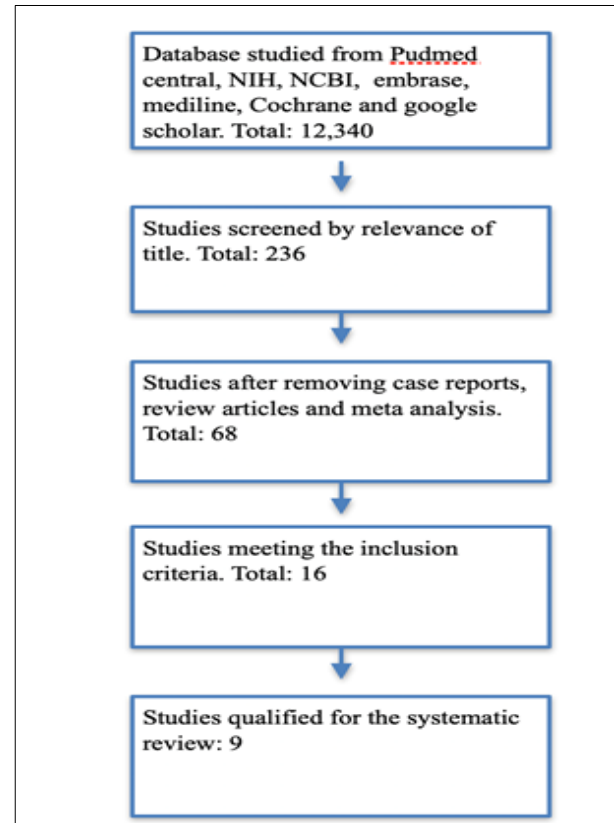 Database studied from Pudmed
central, NIH, NCBI, embrase,
mediline, Cochrane and google
scholar. Total: 12,340
Studies screened by relevance of
title. Total: 236
Studies after removing case reports,
review articles and meta analysis.
Total: 68
Studies meeting the inclusion
criteria. Total: 16
Studies qualified for the systematic
review: 9